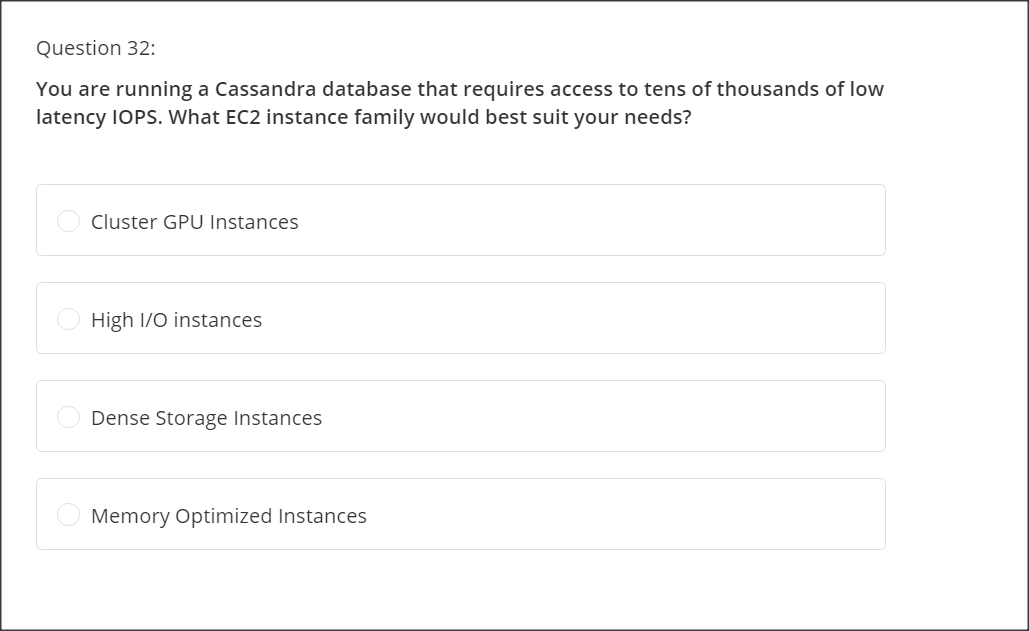 Question 32:
You are running a Cassandra database that requires access to tens of thousands of low
latency IOPS. What EC2 instance family would best suit your needs?
Cluster GPU Instances
High I/O instances
Dense Storage Instances
Memory Optimized Instances